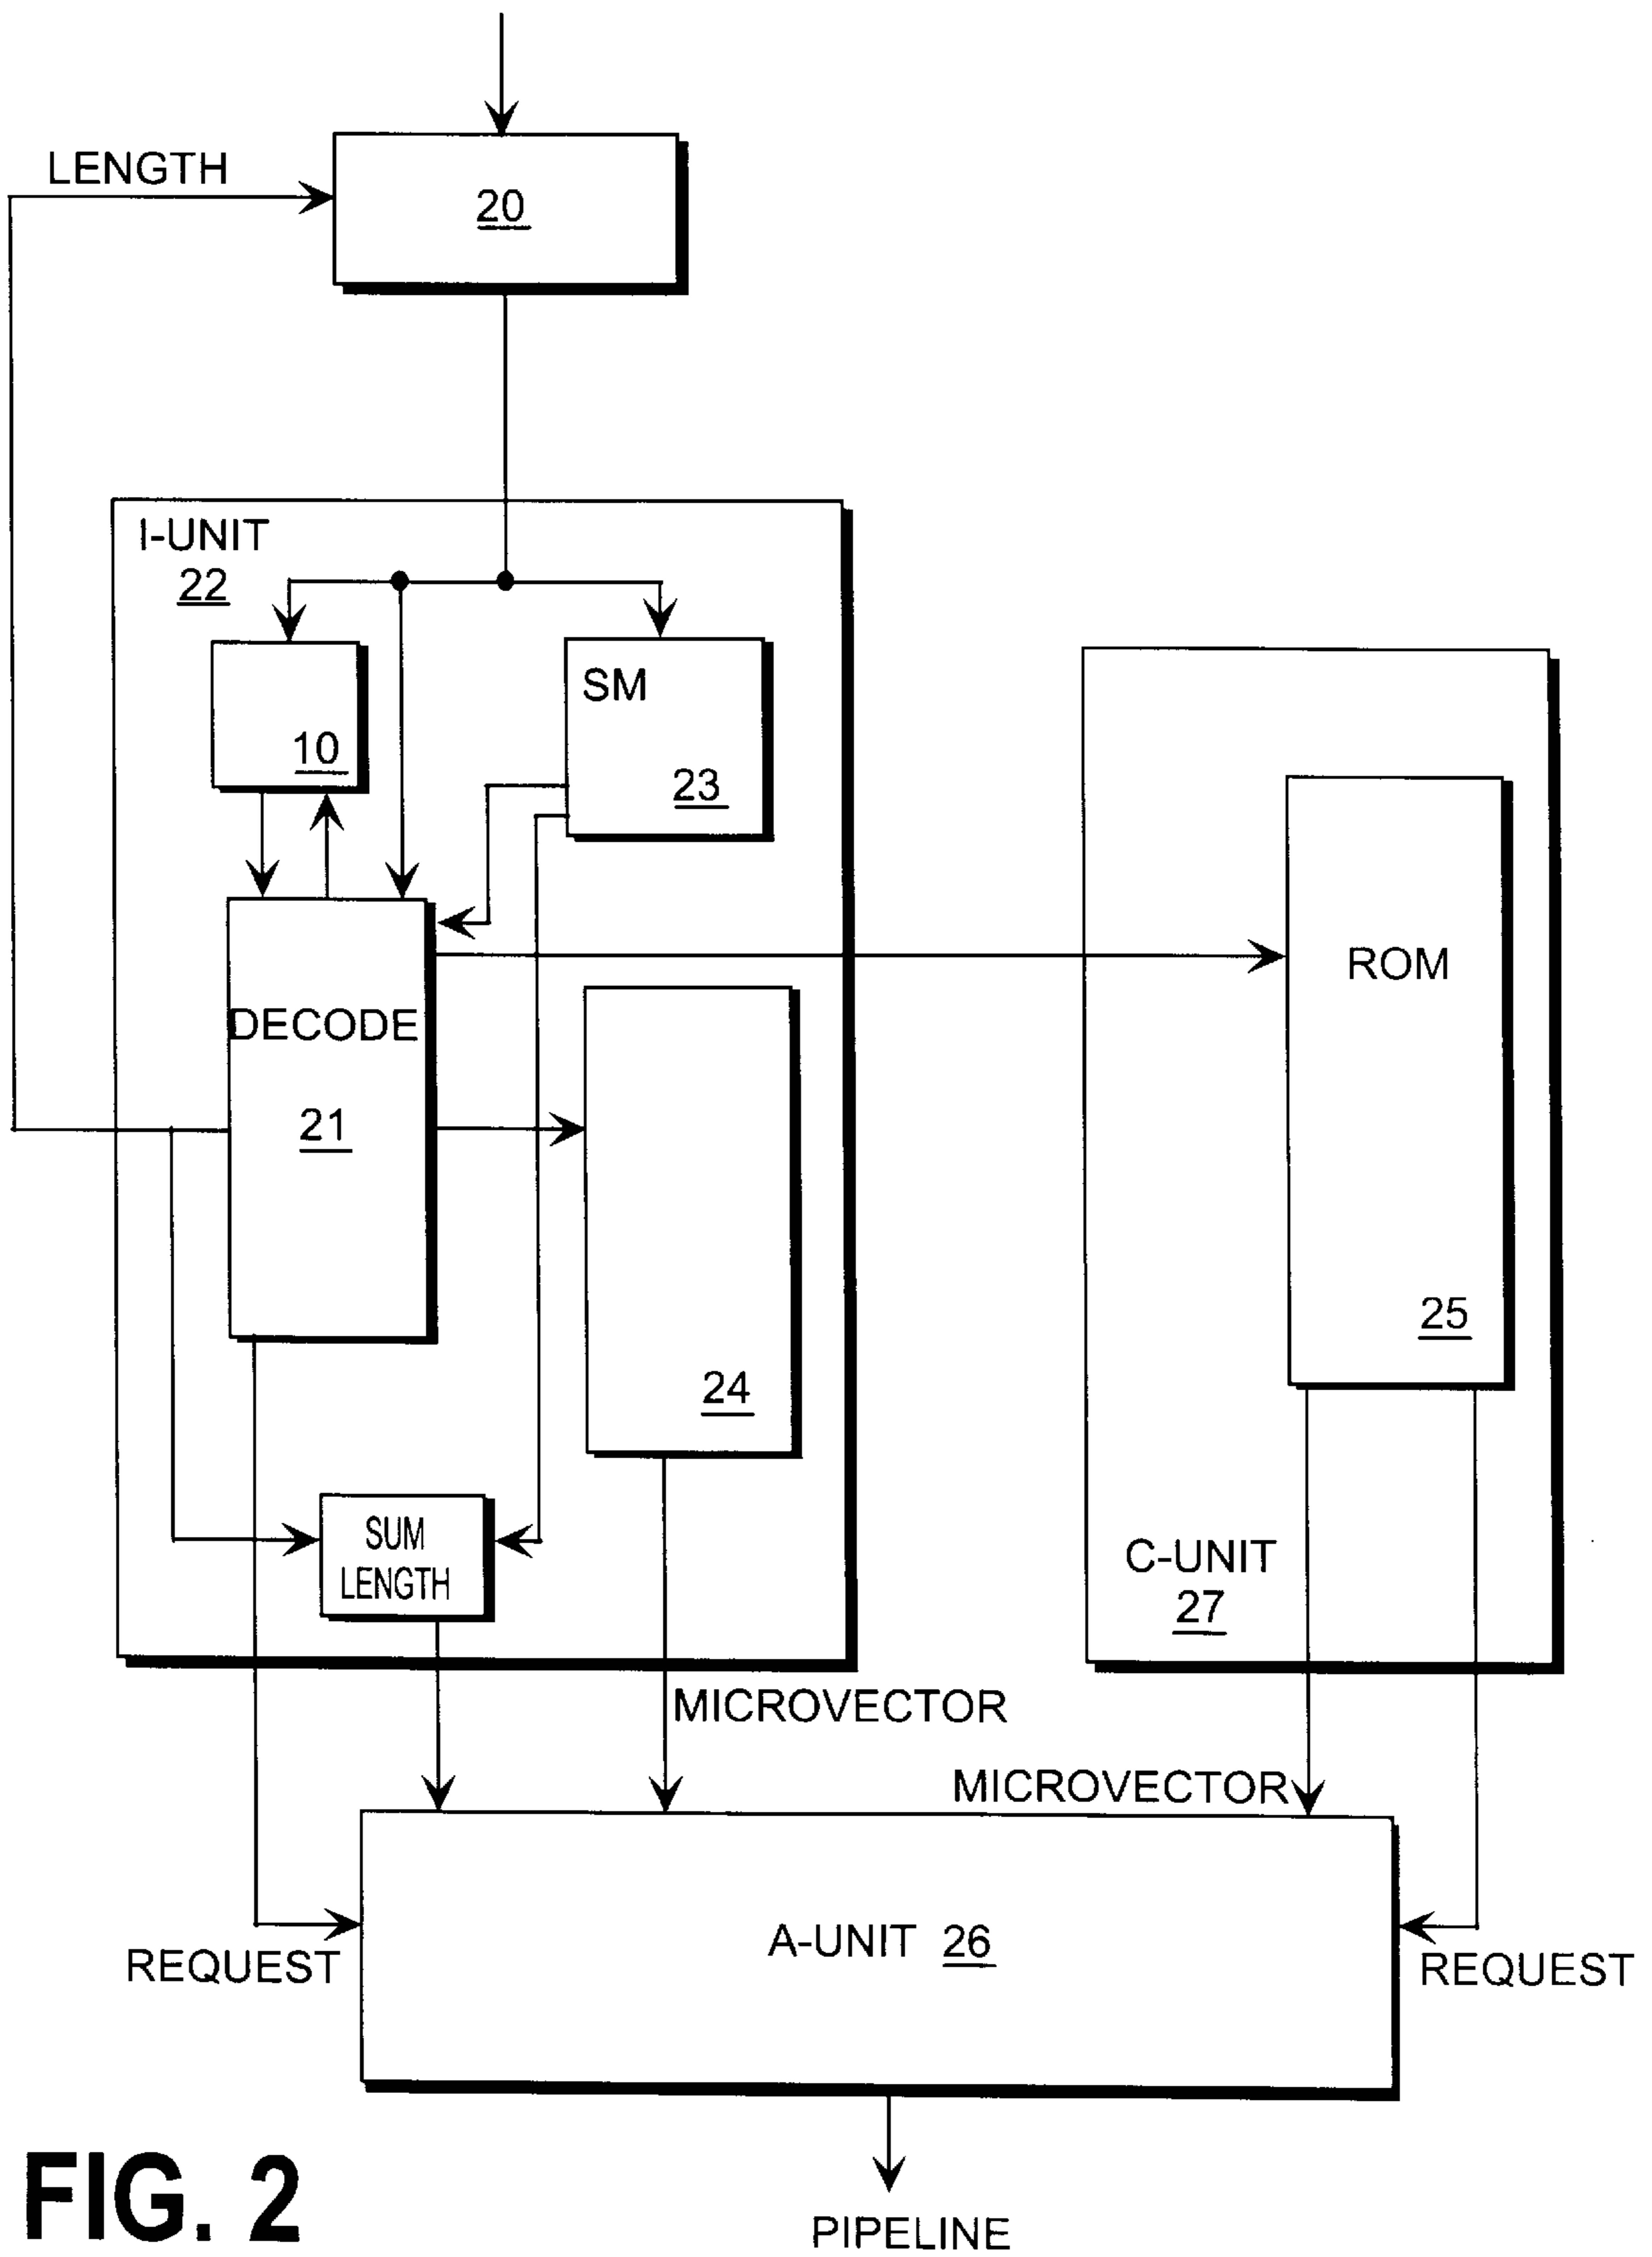 LENGTH
20
I-UNIT
22
SM
10
23
ROM
DECODE
21
25
24
SUM
LENGTH
C-UNIT
27
MICROVECTOR
MICROVECTOR
A-UNIT 26
REQUEST
REQUEST
FIG. 2
PIPELINE